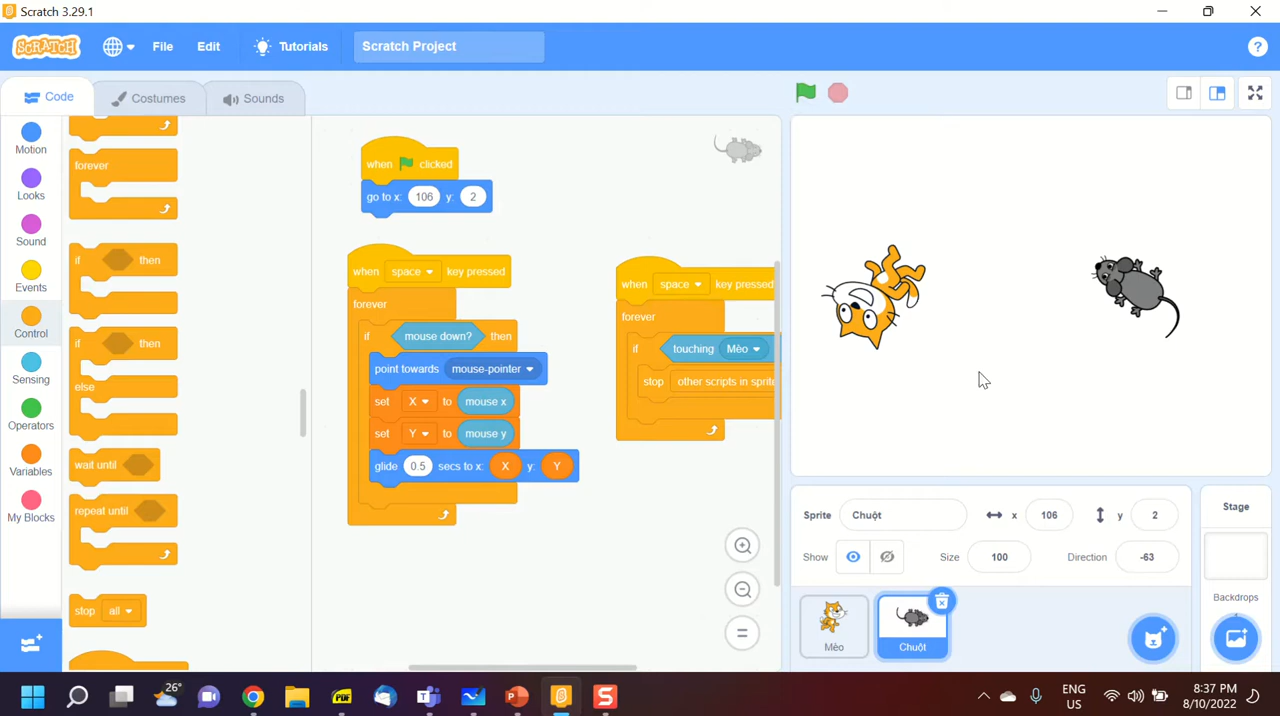 Scratch 3.29.1
SCRATCH File Edit Tutorials Scratch Project ?
Code Costumes Sounds
Motion
Looks
Sound
Events
Control
Sensing
Operators
Variables
My Blocks
forever
if then
if then
else
wait until
repeat until
stop all
when clicked
go to x: 106 y: 2
when space key pressed
forever
if mouse down? then
point towards mouse-pointer
set X to mouse x
set Y to mouse y
glide 0.5 secs to x: X y: Y
when space key pressed
forever
if touching Mèo
stop other scripts in sprite
Sprite Chuột x 106 y 2
Show Size 100 Direction -63
Mèo
Chuột
Stage
Backdrops
26°
PDF
ENG
US
8:37 PM
8/10/2022